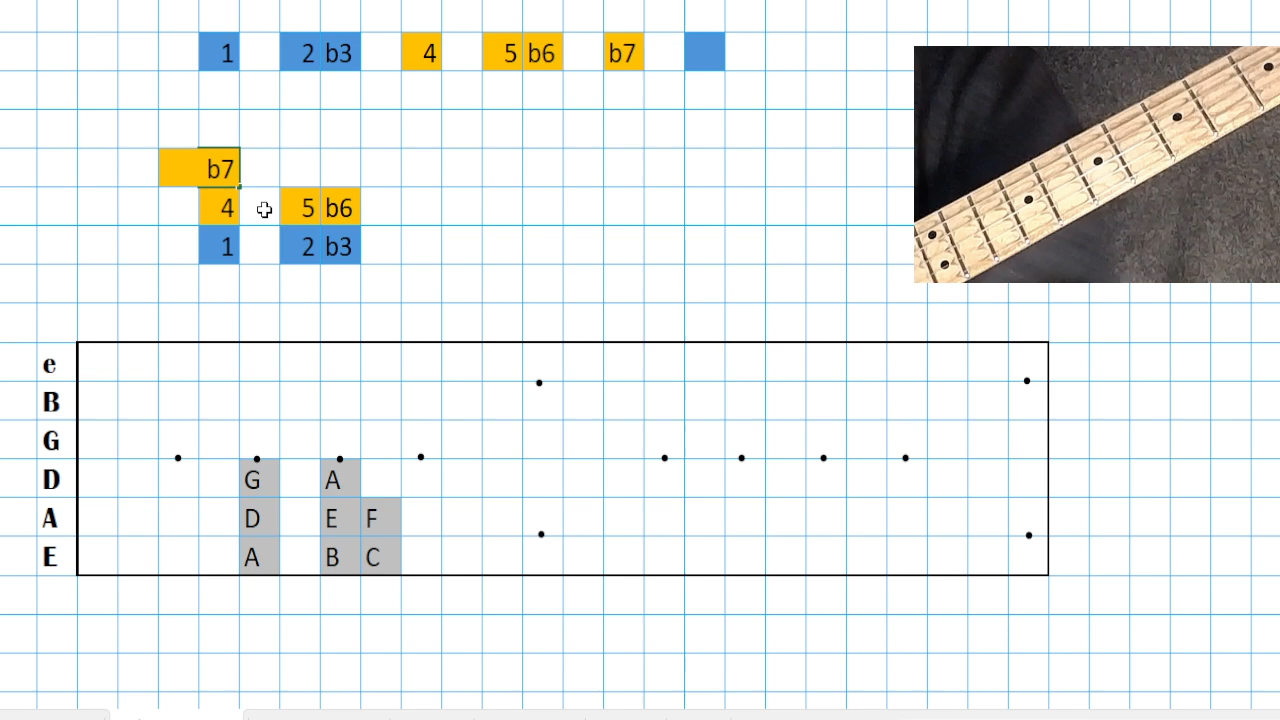 1 2 b3 4 5 b6 b7
b7
4 5 b6
1 2 b3
e
B
G
D G A
A D E F
E A B C